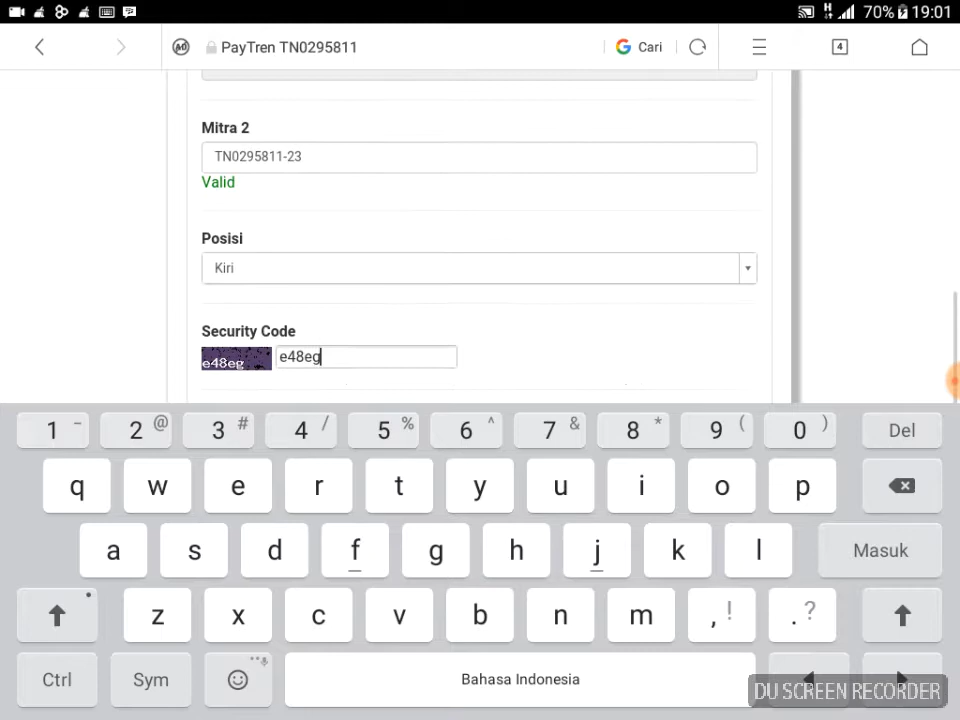 70% 19:01
PayTren TN0295811 Cari 4
Mitra 2
TN0295811-23
Valid
Posisi
Kiri
Security Code
e48eg e48eg
1 - 2 @ 3 # 4 / 5 % 6 ^ 7 & 8 * 9 ( 0 ) Del
q w e r t y u i o p
a s d f g h j k l Masuk
z x c v b n m , ! . ?
Ctrl Sym Bahasa Indonesia
DU SCREEN RECORDER